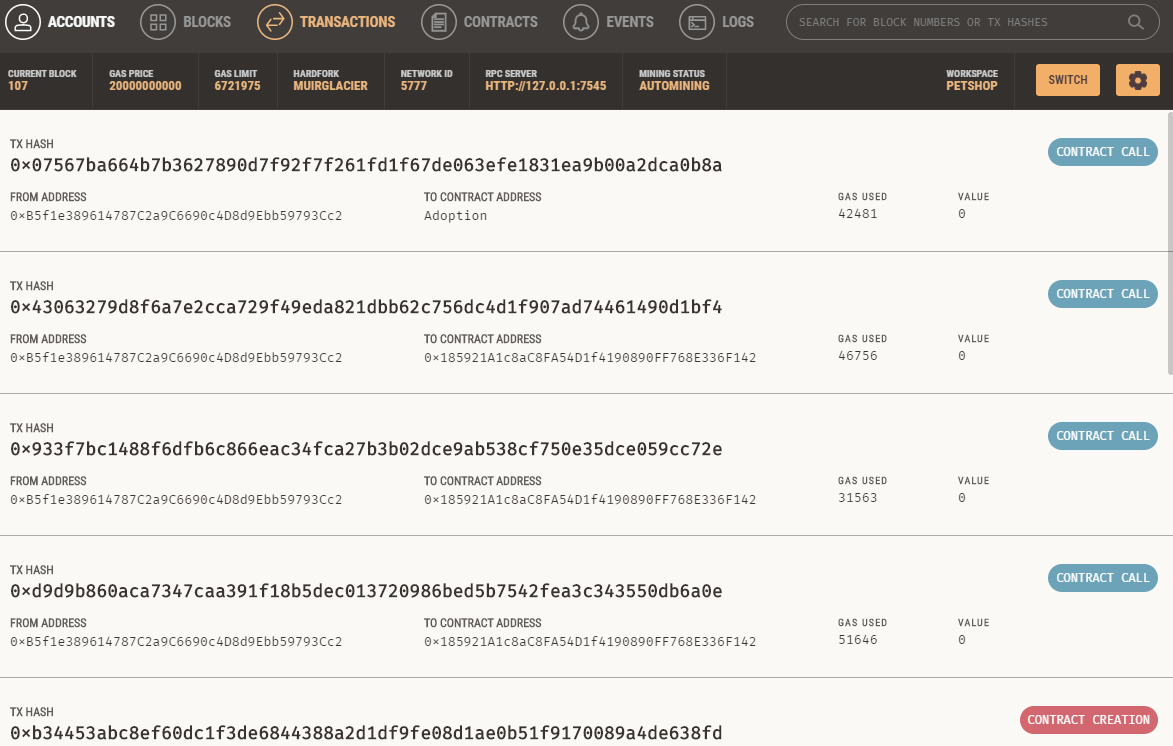 ACCOUNTS BLOCKS TRANSACTIONS CONTRACTS EVENTS LOGS SEARCH FOR BLOCK NUMBERS OR TX HASHES
CURRENT BLOCK GAS PRICE GAS LIMIT HARDFORK NETWORK ID RPC SERVER MINING STATUS WORKSPACE
107 20000000000 6721975 MUIRGLACIER 5777 HTTP://127.0.0.1:7545 AUTOMINING PETSHOP SWITCH
TX HASH
0×07567ba664b7b3627890d7f92f7f261fd1f67de063efe1831ea9b00a2dca0b8a CONTRACT CALL
FROM ADDRESS TO CONTRACT ADDRESS GAS USED VALUE
0×B5f1e389614787C2a9C6690c4D8d9Ebb59793Cc2 Adoption 42481 0
TX HASH
0×43063279d8f6a7e2cca729f49eda821dbb62c756dc4d1f907ad74461490d1bf4 CONTRACT CALL
FROM ADDRESS TO CONTRACT ADDRESS GAS USED VALUE
0×B5f1e389614787C2a9C6690c4D8d9Ebb59793Cc2 0×185921A1c8aC8FA54D1f4190890FF768E336F142 46756 0
TX HASH
0×933f7bc1488f6dfb6c866eac34fca27b3b02dce9ab538cf750e35dce059cc72e CONTRACT CALL
FROM ADDRESS TO CONTRACT ADDRESS GAS USED VALUE
0×B5f1e389614787C2a9C6690c4D8d9Ebb59793Cc2 0×185921A1c8aC8FA54D1f4190890FF768E336F142 31563 0
TX HASH
0×d9d9b860aca7347caa391f18b5dec013720986bed5b7542fea3c343550db6a0e CONTRACT CALL
FROM ADDRESS TO CONTRACT ADDRESS GAS USED VALUE
0×B5f1e389614787C2a9C6690c4D8d9Ebb59793Cc2 0×185921A1c8aC8FA54D1f4190890FF768E336F142 51646 0
TX HASH
0×b34453abc8ef60dc1f3de6844388a2d1df9fe08d1ae0b51f9170089a4de638fd CONTRACT CREATION